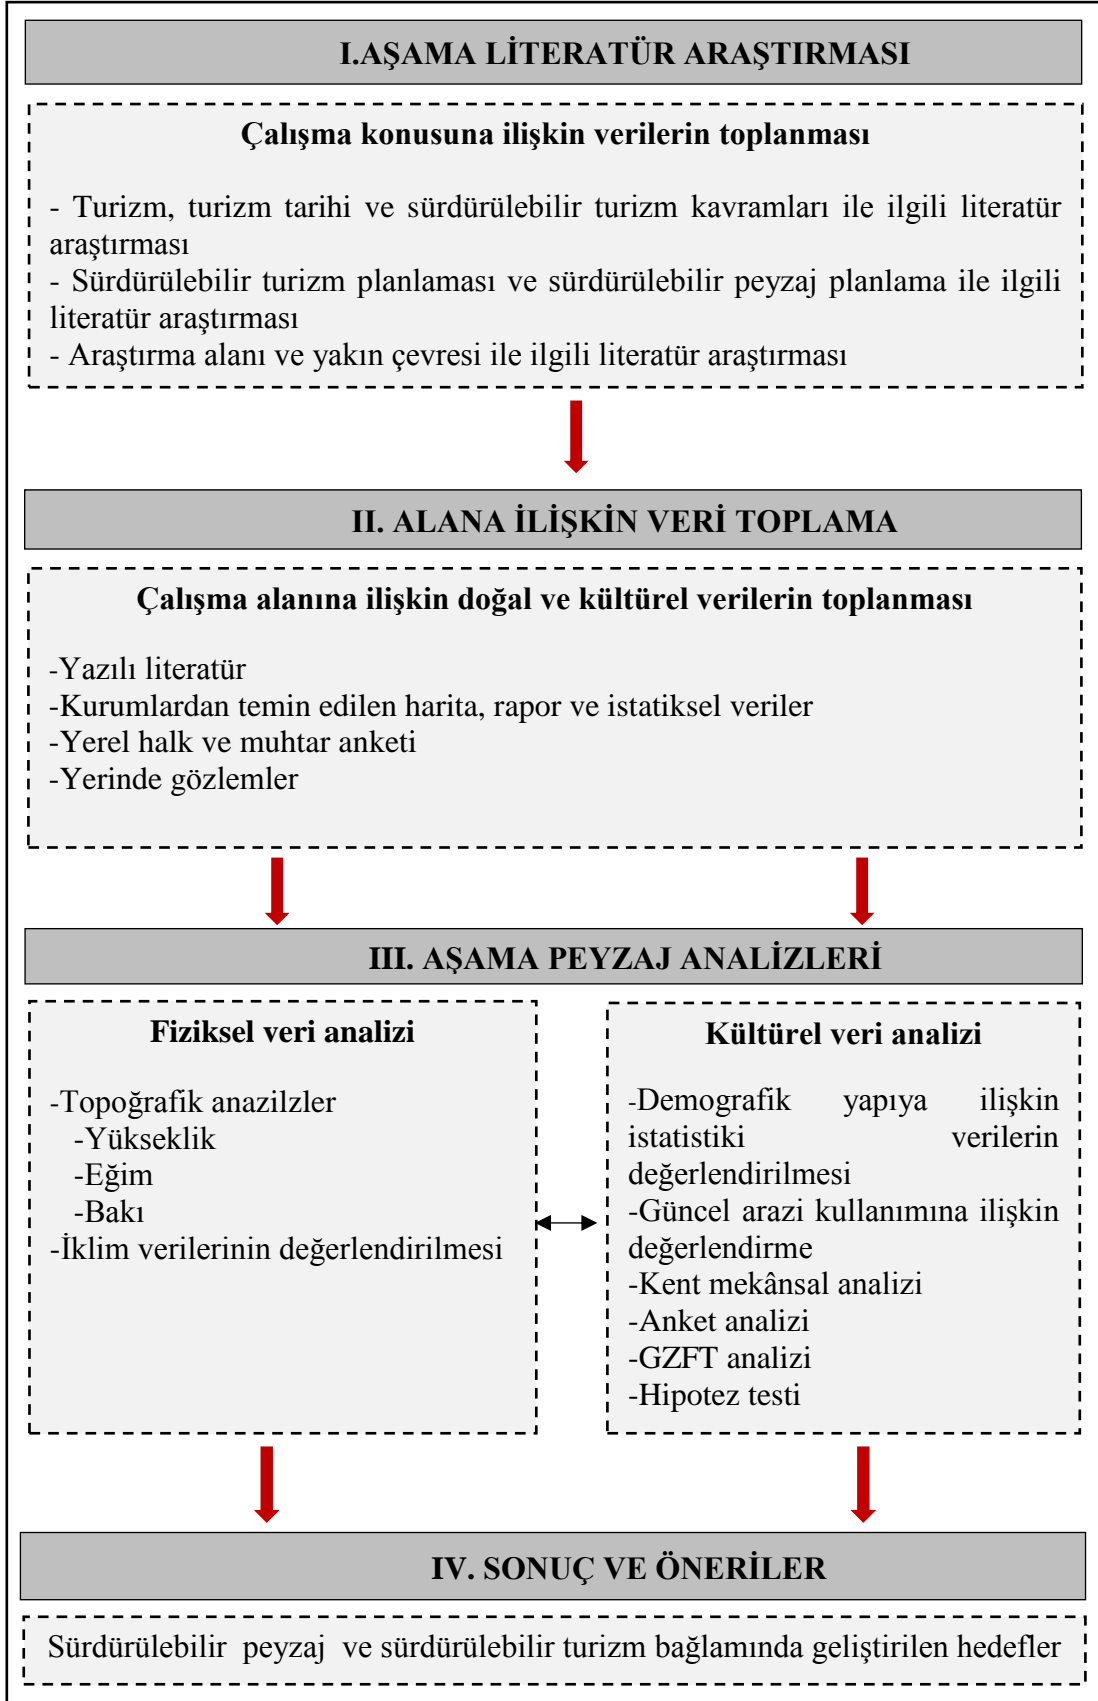 I.AŞAMA LİTERATÜR ARAŞTIRMASI
Çalışma konusuna ilişkin verilerin toplanması
- Turizm, turizm tarihi ve sürdürülebilir turizm kavramları ile ilgili literatür
araştırması
- Sürdürülebilir turizm planlaması ve sürdürülebilir peyzaj planlama ile ilgili
literatür araştırması
- Araştırma alanı ve yakın çevresi ile ilgili literatür araştırması
II. ALANA İLİŞKİN VERİ TOPLAMA
Çalışma alanına ilişkin doğal ve kültürel verilerin toplanması
-Yazılı literatür
-Kurumlardan temin edilen harita, rapor ve istatiksel veriler
-Yerel halk ve muhtar anketi
-Yerinde gözlemler
III. AŞAMA PEYZAJ ANALİZLERİ
Fiziksel veri analizi
-Topoğrafik anazilzler
-Yükseklik
-Eğim
-Bakı
-İklim verilerinin değerlendirilmesi
Kültürel veri analizi
-Demografik yapıya ilişkin
istatistiki verilerin
değerlendirilmesi
-Güncel arazi kullanımına ilişkin
değerlendirme
-Kent mekânsal analizi
-Anket analizi
-GZFT analizi
-Hipotez testi
IV. SONUÇ VE ÖNERİLER
Sürdürülebilir peyzaj ve sürdürülebilir turizm bağlamında geliştirilen hedefler